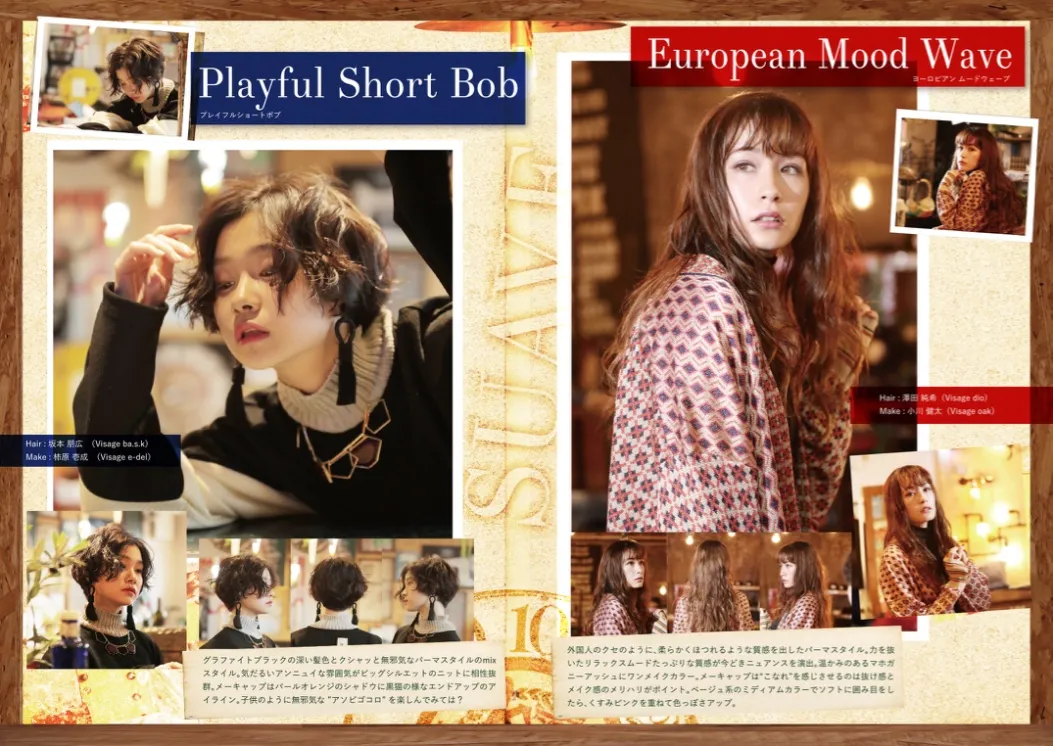 Playful Short Bob
プレイフルショートボブ
Hair : 坂本 朋広 （Visage ba.s.k）
Make : 柿原 壱成 （Visage e-del）
グラファイトブラックの深い髪色とクシャッと無邪気なパーマスタイルのmix
スタイル。気だるいアンニュイな雰囲気がビッグシルエットのニットに相性抜
群。メーキャップはパールオレンジのシャドウに黒猫の様なエンドアップのア
イライン。子供のように無邪気な “アソビゴコロ” を楽しんでみては？
SUAVE
10
European Mood Wave
ヨーロピアン ムードウェーブ
Hair : 澤田 純希（Visage dio）
Make : 小川 健太（Visage oak）
外国人のクセのように、柔らかくほつれるような質感を出したパーマスタイル。力を抜
いたリラックスムードたっぷりな質感が今どきニュアンスを演出。温かみのあるマホガ
ニーアッシュにワンメイクカラー。メーキャップは“こなれ”を感じさせるのは抜け感と
メイク感のメリハリがポイント。ベージュ系のミディアムカラーでソフトに囲み目をし
たら、くすみピンクを重ねて色っぽさアップ。